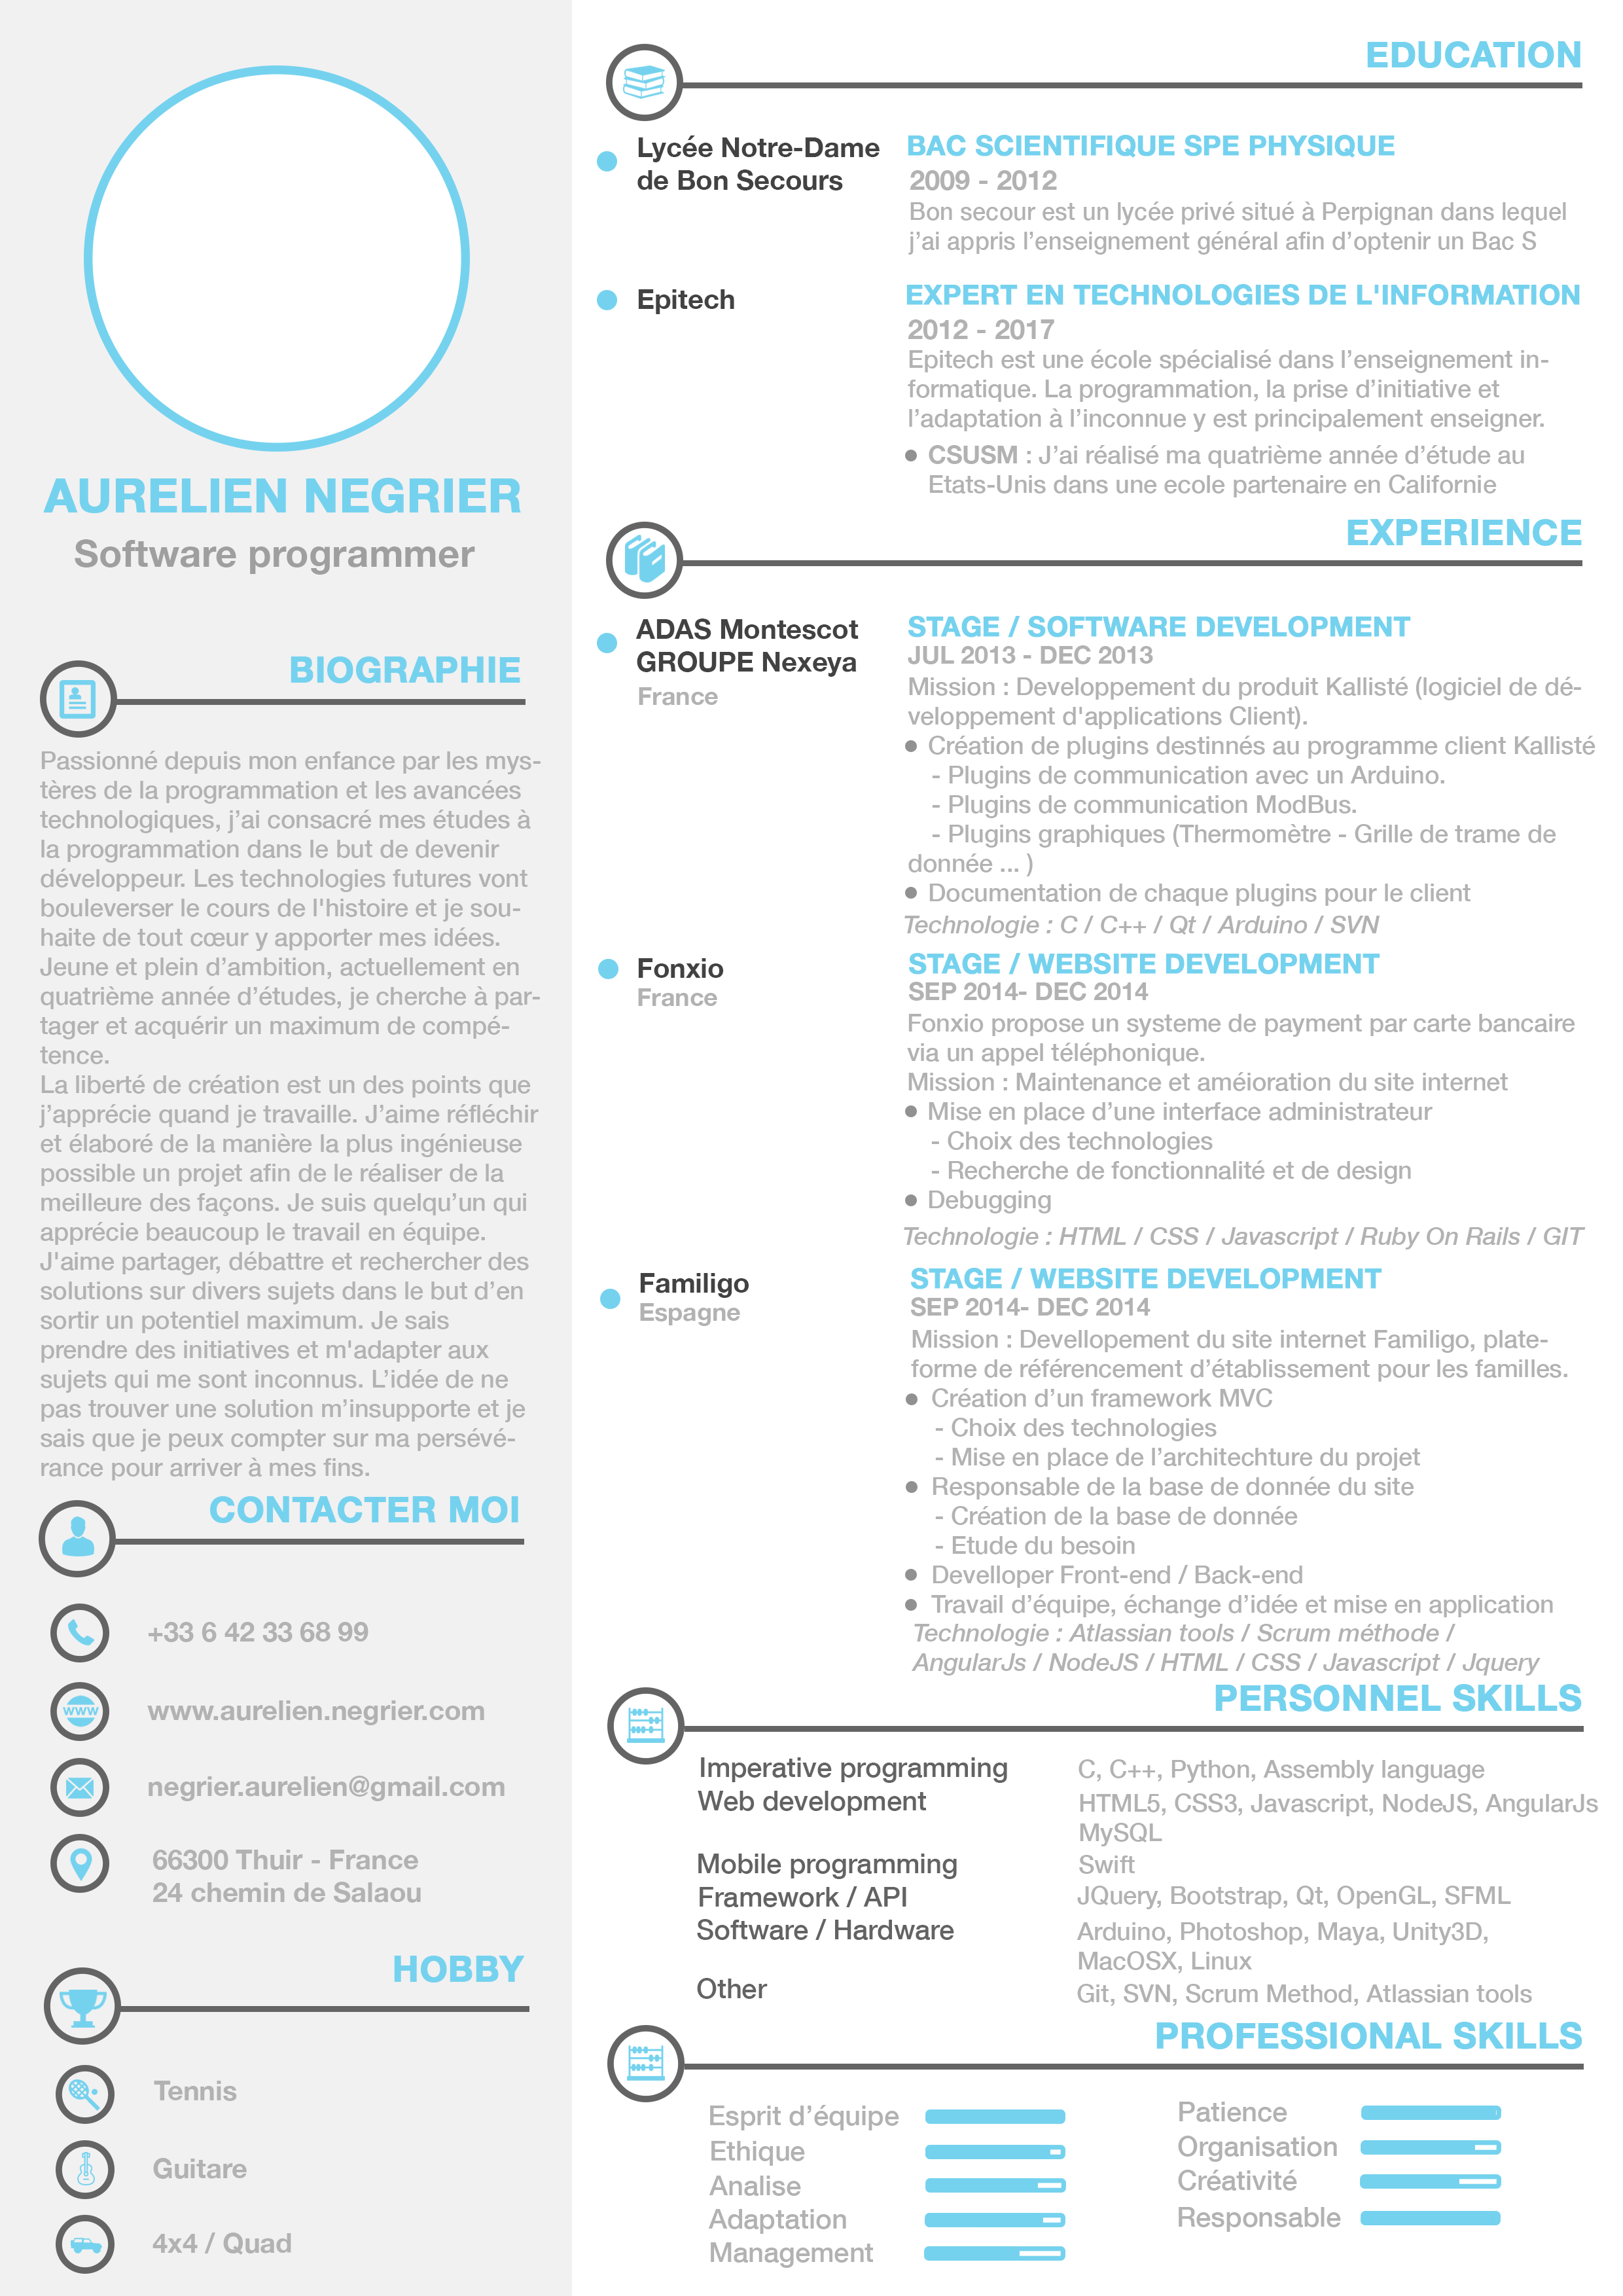 AURELIEN NEGRIER
Software programmer
BIOGRAPHIE
Passionné depuis mon enfance par les mys-
tères de la programmation et les avancées
technologiques, j’ai consacré mes études à
la programmation dans le but de devenir
développeur. Les technologies futures vont
bouleverser le cours de l'histoire et je sou-
haite de tout cœur y apporter mes idées.
Jeune et plein d’ambition, actuellement en
quatrième année d’études, je cherche à par-
tager et acquérir un maximum de compé-
tence.
La liberté de création est un des points que
j’apprécie quand je travaille. J’aime réfléchir
et élaboré de la manière la plus ingénieuse
possible un projet afin de le réaliser de la
meilleure des façons. Je suis quelqu’un qui
apprécie beaucoup le travail en équipe.
J'aime partager, débattre et rechercher des
solutions sur divers sujets dans le but d’en
sortir un potentiel maximum. Je sais
prendre des initiatives et m'adapter aux
sujets qui me sont inconnus. L’idée de ne
pas trouver une solution m’insupporte et je
sais que je peux compter sur ma persévé-
rance pour arriver à mes fins.
CONTACTER MOI
+33 6 42 33 68 99
www
www.aurelien.negrier.com
negrier.aurelien@gmail.com
66300 Thuir - France
24 chemin de Salaou
HOBBY
Tennis
Guitare
4x4 / Quad
EDUCATION
Lycée Notre-Dame
de Bon Secours
BAC SCIENTIFIQUE SPE PHYSIQUE
2009 - 2012
Bon secour est un lycée privé situé à Perpignan dans lequel
j’ai appris l’enseignement général afin d’optenir un Bac S
Epitech
EXPERT EN TECHNOLOGIES DE L'INFORMATION
2012 - 2017
Epitech est une école spécialisé dans l’enseignement in-
formatique. La programmation, la prise d’initiative et
l’adaptation à l’inconnue y est principalement enseigner.
● CSUSM : J’ai réalisé ma quatrième année d’étude au
Etats-Unis dans une ecole partenaire en Californie
EXPERIENCE
ADAS Montescot
GROUPE Nexeya
France
STAGE / SOFTWARE DEVELOPMENT
JUL 2013 - DEC 2013
Mission : Developpement du produit Kallisté (logiciel de dé-
veloppement d'applications Client).
● Création de plugins destinnés au programme client Kallisté
- Plugins de communication avec un Arduino.
- Plugins de communication ModBus.
- Plugins graphiques (Thermomètre - Grille de trame de
donnée ... )
● Documentation de chaque plugins pour le client
Technologie : C / C++ / Qt / Arduino / SVN
Fonxio
France
STAGE / WEBSITE DEVELOPMENT
SEP 2014- DEC 2014
Fonxio propose un systeme de payment par carte bancaire
via un appel téléphonique.
Mission : Maintenance et améioration du site internet
● Mise en place d’une interface administrateur
- Choix des technologies
- Recherche de fonctionnalité et de design
● Debugging
Technologie : HTML / CSS / Javascript / Ruby On Rails / GIT
Familigo
Espagne
STAGE / WEBSITE DEVELOPMENT
SEP 2014- DEC 2014
Mission : Devellopement du site internet Familigo, plate-
forme de référencement d’établissement pour les familles.
● Création d’un framework MVC
- Choix des technologies
- Mise en place de l’architechture du projet
● Responsable de la base de donnée du site
- Création de la base de donnée
- Etude du besoin
● Develloper Front-end / Back-end
● Travail d’équipe, échange d’idée et mise en application
Technologie : Atlassian tools / Scrum méthode /
AngularJs / NodeJS / HTML / CSS / Javascript / Jquery
PERSONNEL SKILLS
Imperative programming
C, C++, Python, Assembly language
Web development
HTML5, CSS3, Javascript, NodeJS, AngularJs
MySQL
Mobile programming
Swift
Framework / API
JQuery, Bootstrap, Qt, OpenGL, SFML
Software / Hardware
Arduino, Photoshop, Maya, Unity3D,
MacOSX, Linux
Other
Git, SVN, Scrum Method, Atlassian tools
PROFESSIONAL SKILLS
Esprit d’équipe
Ethique
Analise
Adaptation
Management
Patience
Organisation
Créativité
Responsable